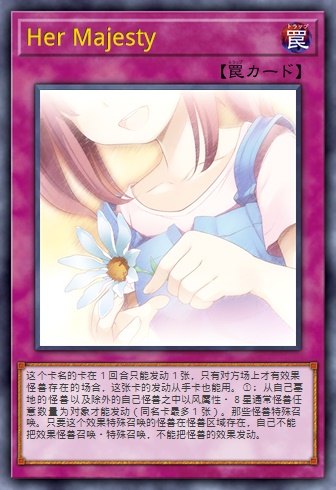 Her Majesty
トラップ
罠
【罠カード】
这个卡名的卡在１回合只能发动１张，只有对方场上才有效果
怪兽存在的场合，这张卡的发动从手卡也能用。①：从自己墓
地的怪兽以及除外的自己怪兽之中以风属性·８星通常怪兽任
意数量为对象才能发动（同名卡最多１张）。那些怪兽特殊召
唤。只要这个效果特殊召唤的怪兽在怪兽区域存在，自己不能
把效果怪兽召唤·特殊召唤，不能把怪兽的效果发动。